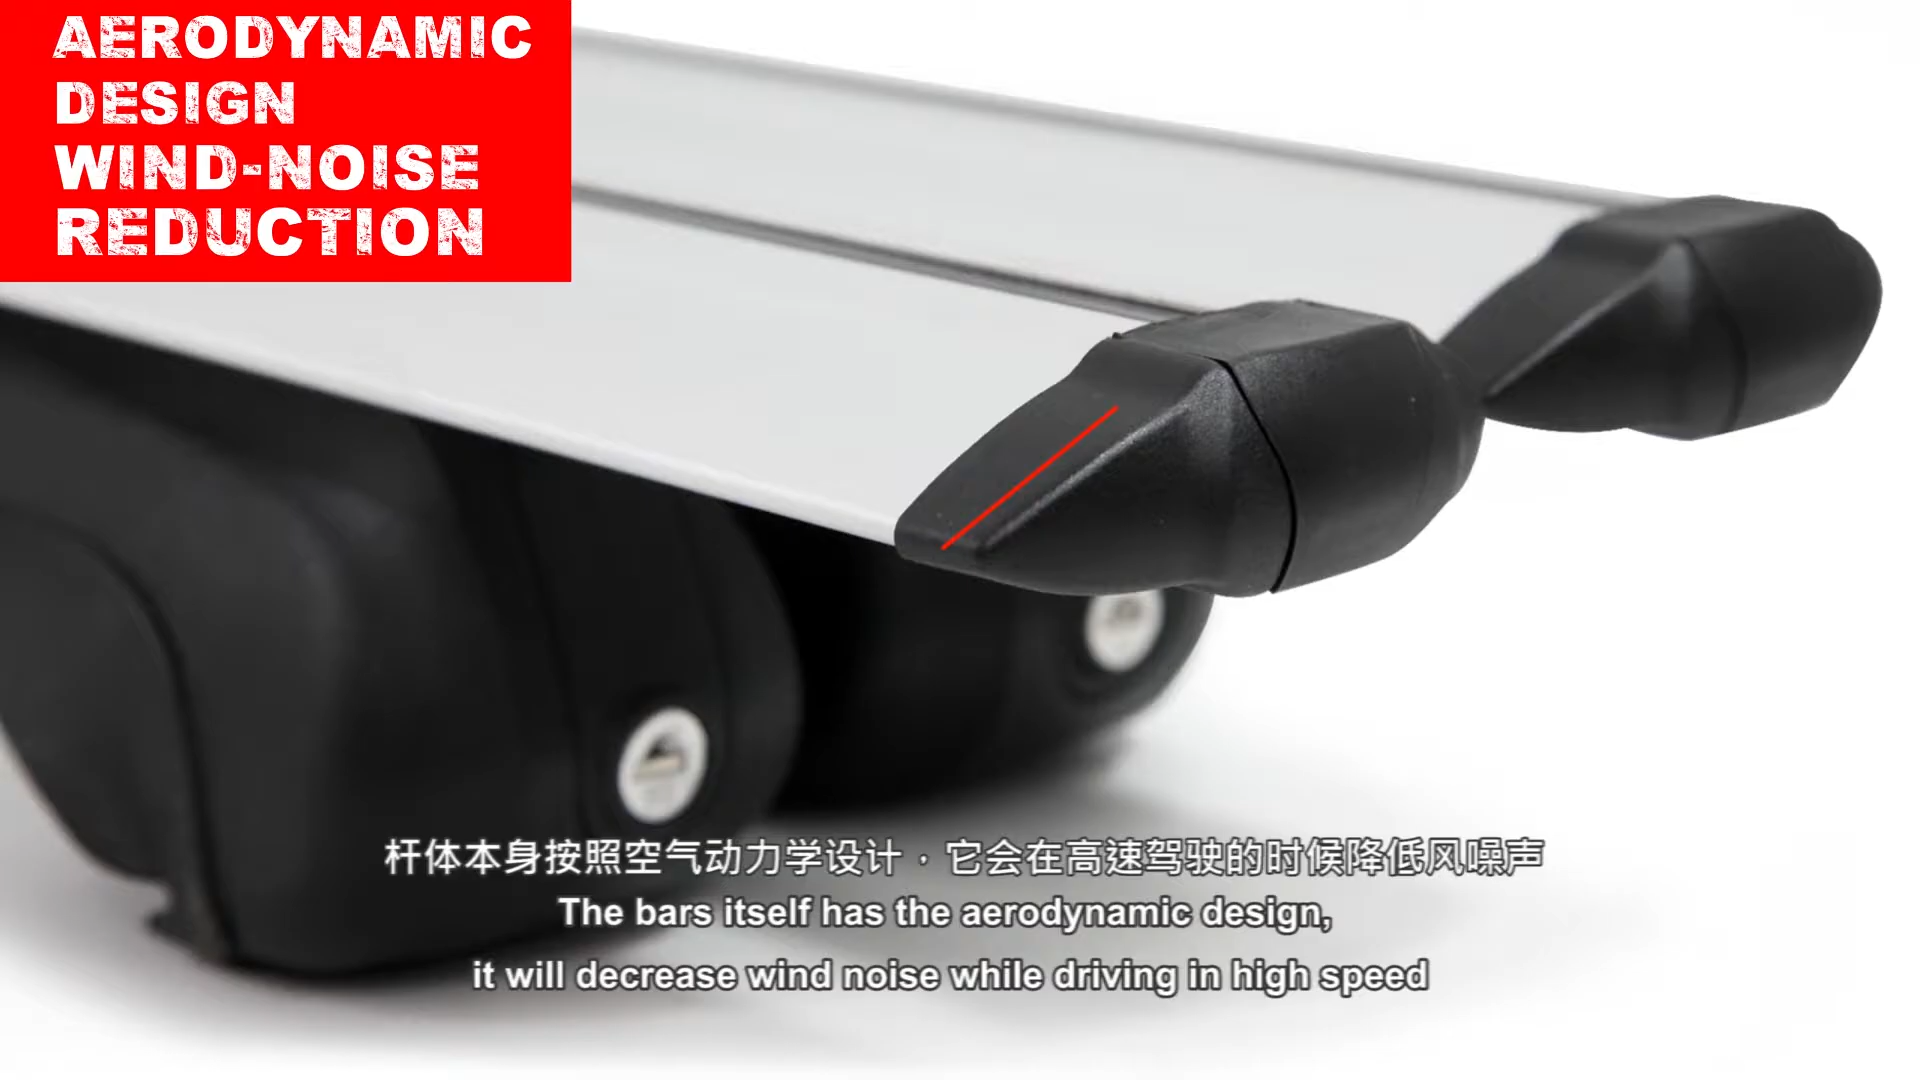 AERODYNAMIC
DESIGN
WIND-NOISE
REDUCTION
杆体本身按照空气动力学设计，它会在高速驾驶的时候降低风噪声
The bars itself has the aerodynamic design,
it will decrease wind noise while driving in high speed